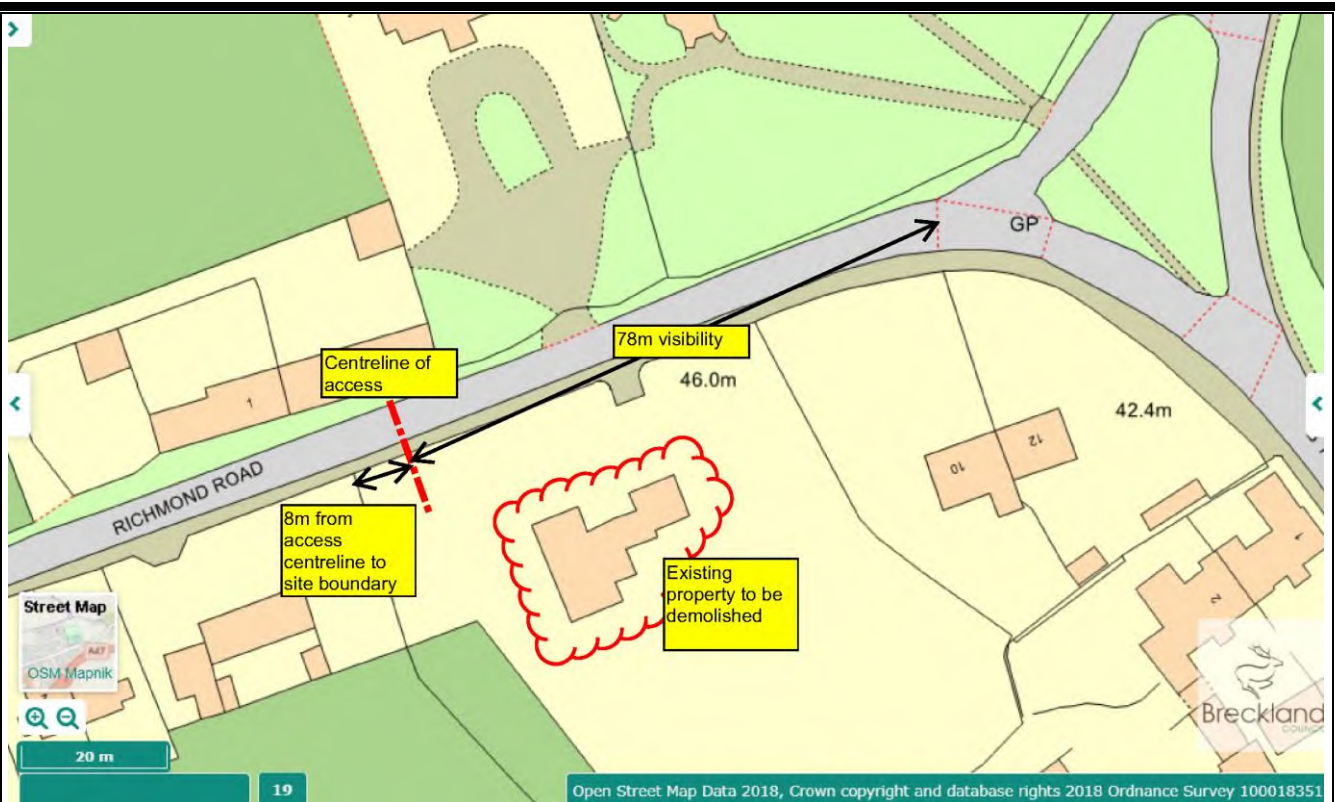 GP
78m visibility
Centreline of
access
46.0m
42.4m
1
12
10
RICHMOND ROAD
8m from
access
centreline to
site boundary
Existing
property to be
demolished
Street Map
A47
OSM Mapnik
2
Breckland
COUNCIL
20 m
19
Open Street Map Data 2018, Crown copyright and database rights 2018 Ordnance Survey 100018351